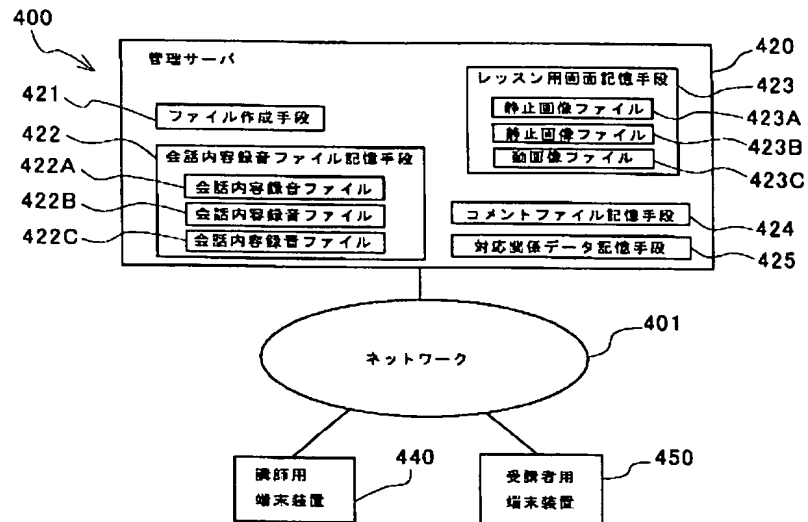 400
管理サーバ
420
421
ファイル作成手段
422
会話内容録音ファイル記憶手段
422A
会話内容録音ファイル
422B
会話内容録音ファイル
422C
会話内容録音ファイル
レッスン用画面記憶手段
423
静止画像ファイル
423A
静止画像ファイル
423B
動画像ファイル
423C
コメントファイル記憶手段
424
対応関係データ記憶手段
425
ネットワーク
401
講師用
端末装置
440
受講者用
端末装置
450